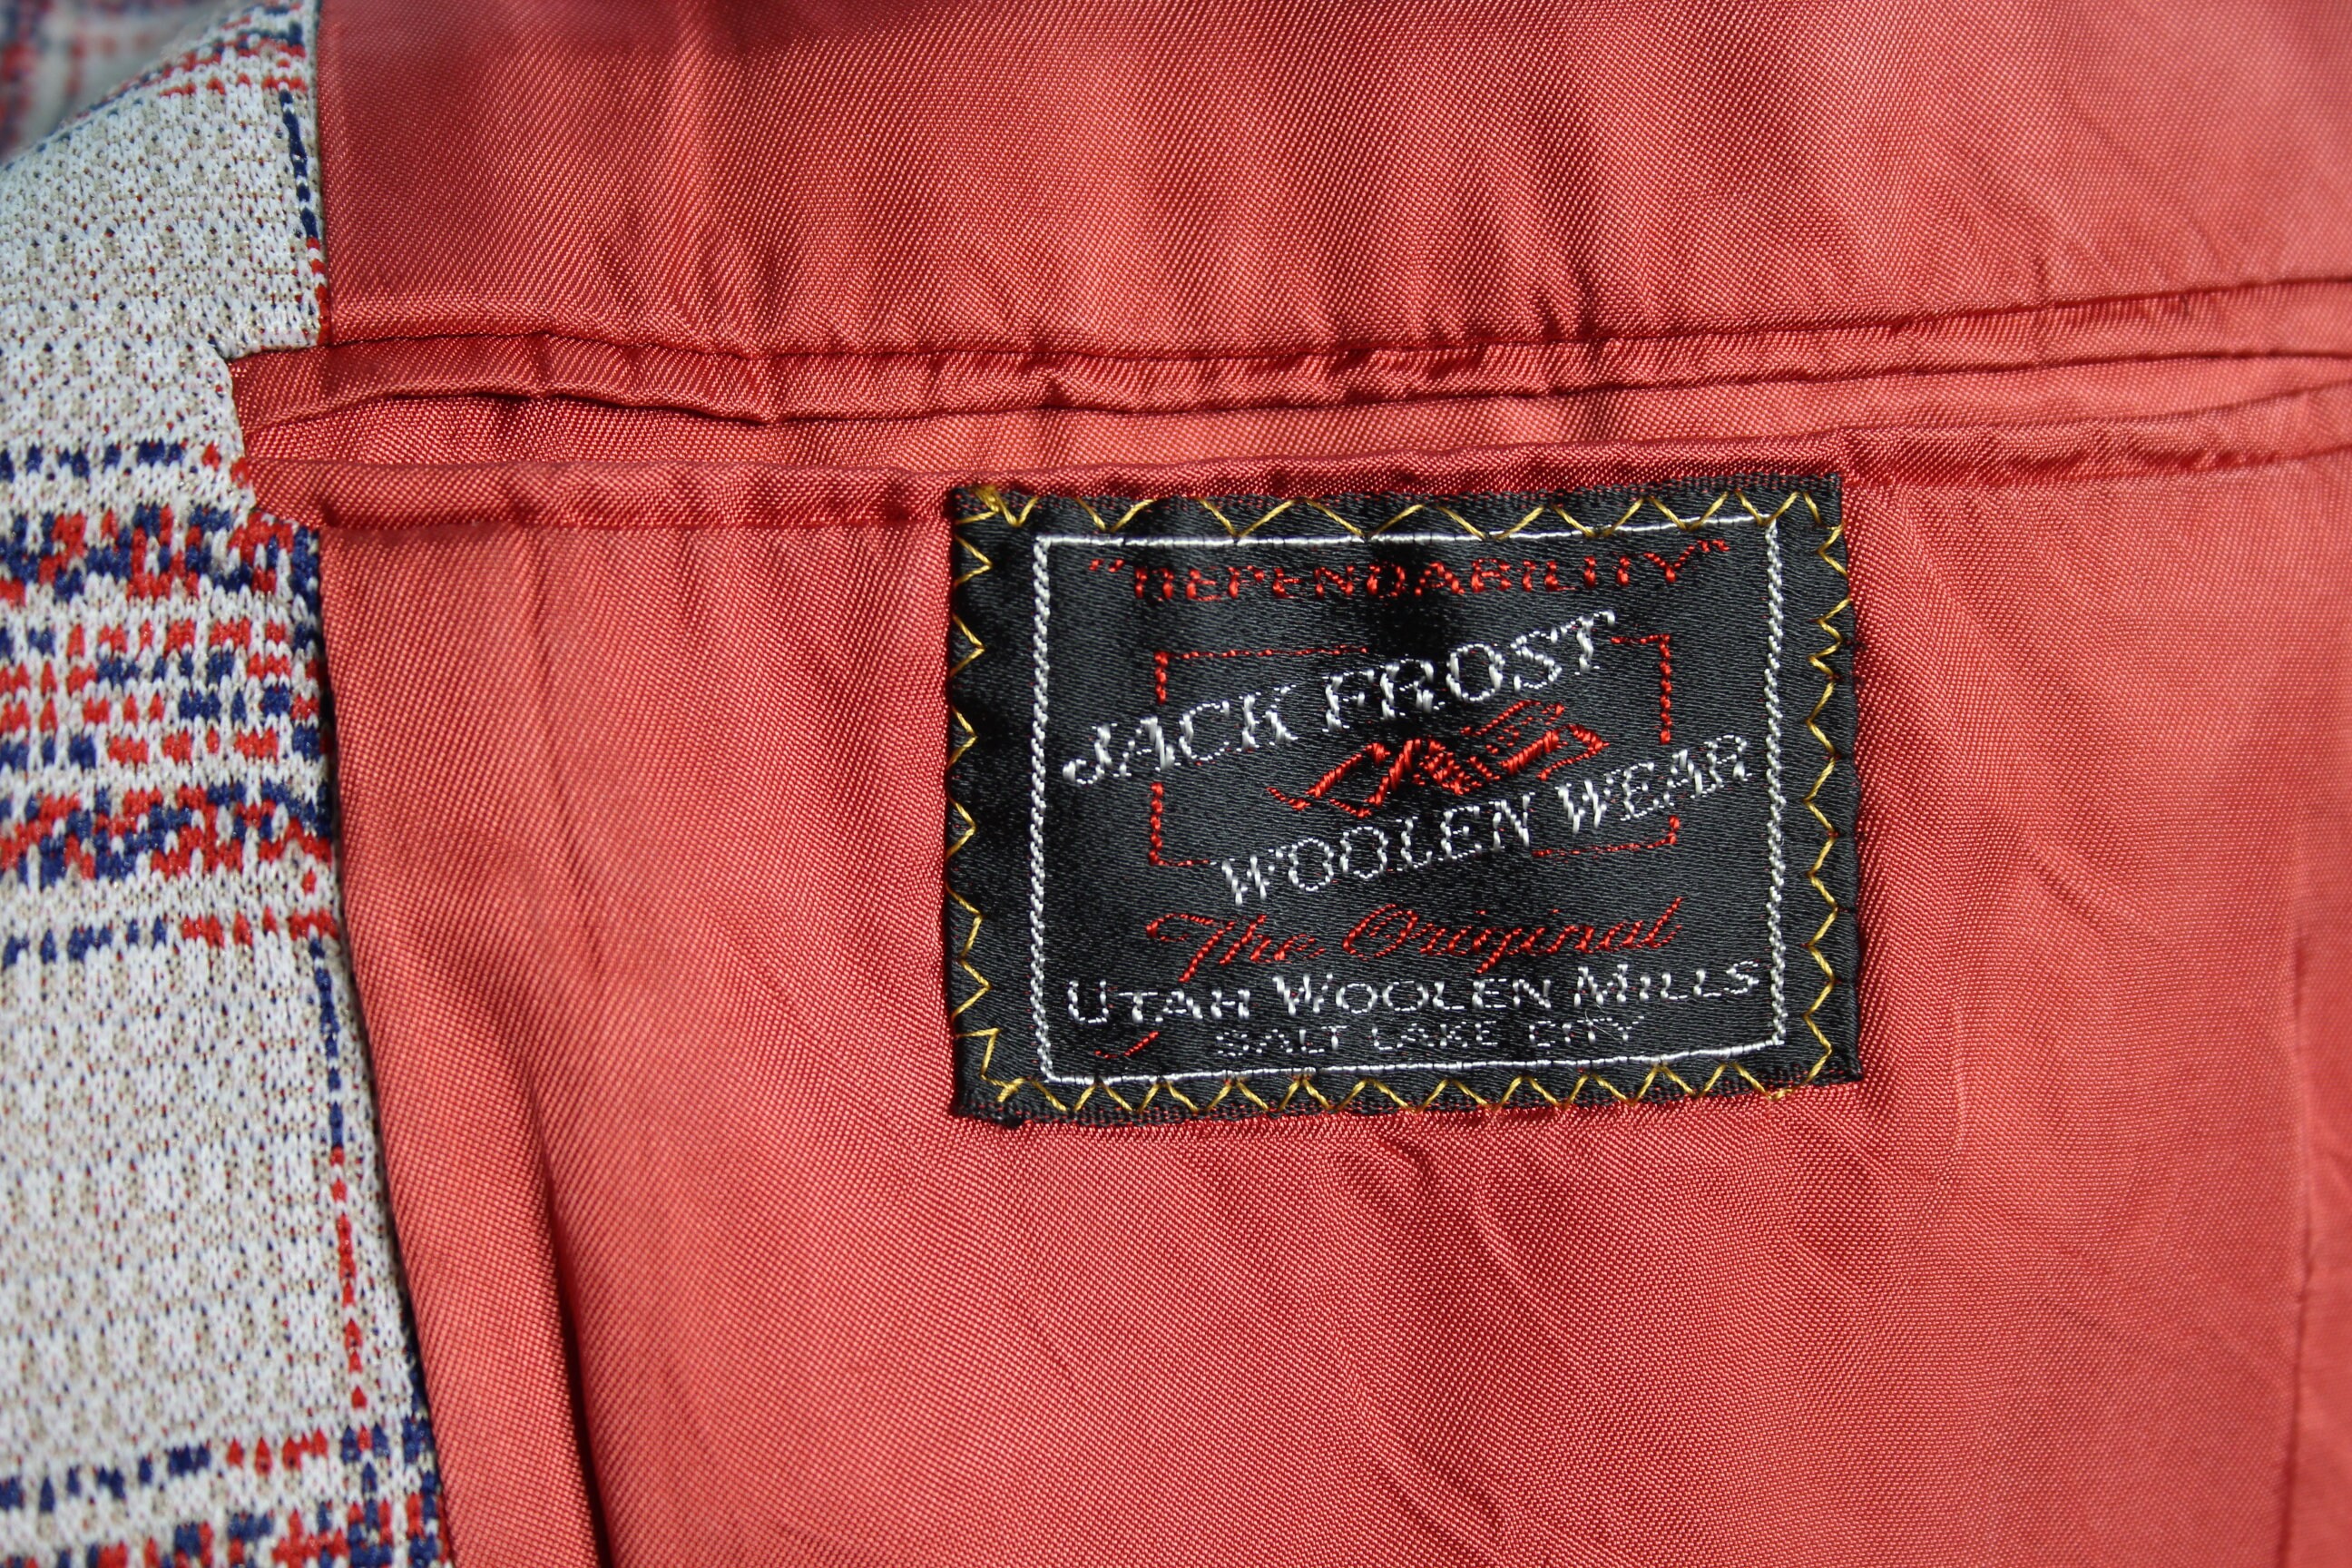 "DEPENDABILITY"
JACK FROST
WOOLEN WEAR
The Original
UTAH WOOLEN MILLS
SALT LAKE CITY